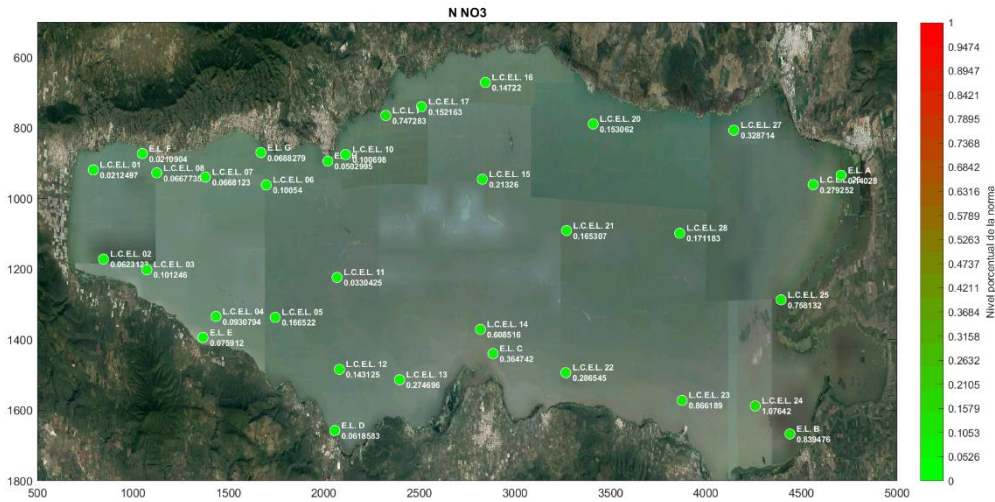 N NO3
L.C.E.L. 16
0.14722
L.C.E.L. 17
0.152163
0.747283
L.C.E.L. 20
0.153062
L.C.E.L. 27
0.328714
E.L. F
0.0210904
E.L. G
0.0688279
L.C.E.L. 10
0.100698
0.0502995
L.C.E.L. 01
0.0212497
L.C.E.L. 08
0.0667735
L.C.E.L. 07
0.0668123
L.C.E.L. 06
0.10054
L.C.E.L. 15
0.21326
E.L. A
0.279252
L.C.E.L. 21
0.165307
L.C.E.L. 28
0.171183
L.C.E.L. 02
L.C.E.L. 03
0.101246
L.C.E.L. 11
0.0330425
L.C.E.L. 25
0.758132
L.C.E.L. 04
0.0930794
L.C.E.L. 05
0.166522
E.L. E
0.075912
L.C.E.L. 14
0.608516
E.L. C
0.364742
L.C.E.L. 12
0.143125
L.C.E.L. 13
0.274696
L.C.E.L. 22
0.286545
L.C.E.L. 23
0.866189
L.C.E.L. 24
1.07642
E.L. D
0.0618583
E.L. B
0.839476
600
800
1000
1200
1400
1600
1800
500
1000
1500
2000
2500
3000
3500
4000
4500
5000
1
0.9474
0.8947
0.8421
0.7895
0.7368
0.6842
0.6316
0.5789
0.5263
0.4737
0.4211
0.3684
0.3158
0.2632
0.2105
0.1579
0.1053
0.0526
0
Nivel porcentual de la norma